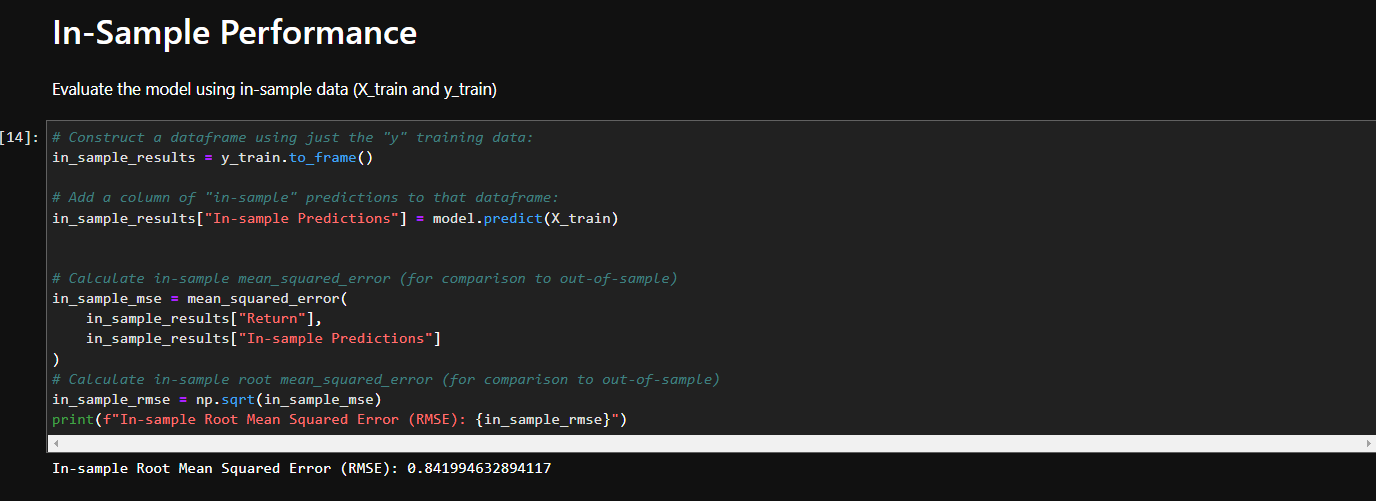 In-Sample Performance
Evaluate the model using in-sample data (X_train and y_train)
[14]:
# Construct a dataframe using just the "y" training data:
in_sample_results = y_train.to_frame()
# Add a column of "in-sample" predictions to that dataframe:
in_sample_results["In-sample Predictions"] = model.predict(X_train)
# Calculate in-sample mean_squared_error (for comparison to out-of-sample)
in_sample_mse = mean_squared_error(
    in_sample_results["Return"],
    in_sample_results["In-sample Predictions"]
)
# Calculate in-sample root mean_squared_error (for comparison to out-of-sample)
in_sample_rmse = np.sqrt(in_sample_mse)
print(f"In-sample Root Mean Squared Error (RMSE): {in_sample_rmse}")
In-sample Root Mean Squared Error (RMSE): 0.841994632894117